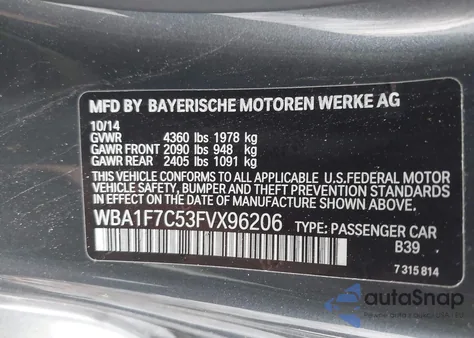 MFD BY BAYERISCHE MOTOREN WERKE AG
10/14
GVWR 4360 lbs 1978 kg
GAWR FRONT 2090 lbs 948 kg
GAWR REAR 2405 lbs 1091 kg
THIS VEHICLE CONFORMS TO ALL APPLICABLE U.S.FEDERAL MOTOR
VEHICLE SAFETY,BUMPER,AND THEFT PREVENTION STANDARDS IN
EFFECT ON THE DATE OF MANUFACTURE SHOWN ABOVE.
WBA1F7C53FVX96206 TYPE: PASSENGER CAR
B39
7 315 814
autoSnap